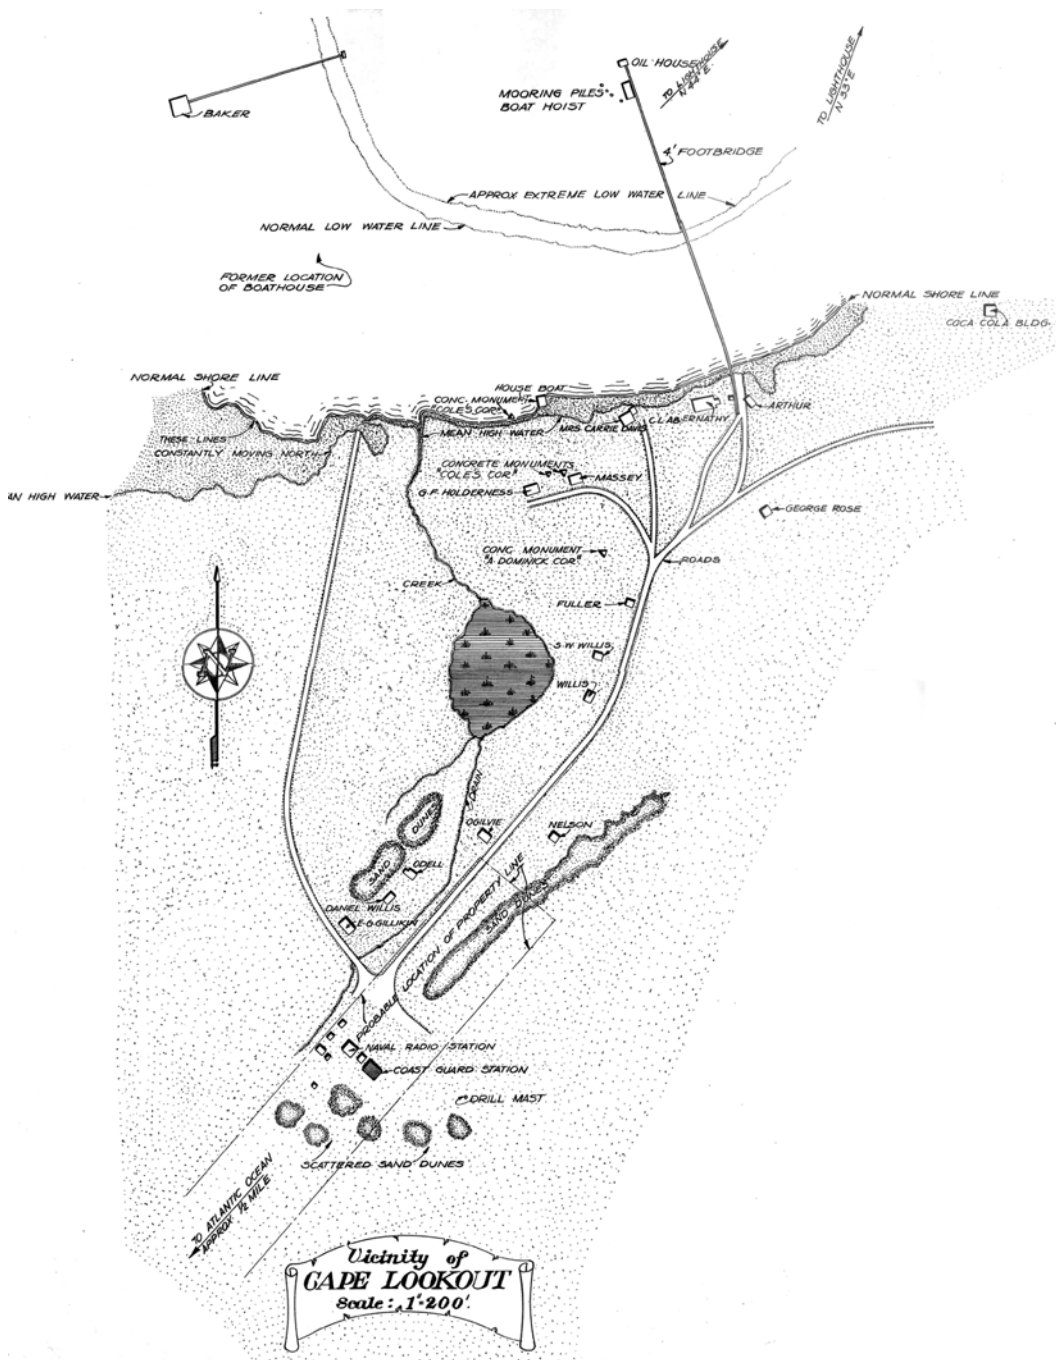 OIL HOUSE
TO LIGHTHOUSE
N 44° E.
TO LIGHTHOUSE
N 33° E
MOORING PILES
BOAT HOIST
BAKER
4' FOOTBRIDGE
APPROX EXTREME LOW WATER LINE
NORMAL LOW WATER LINE
FORMER LOCATION
OF BOATHOUSE
NORMAL SHORE LINE
COCA COLA BLDG.
NORMAL SHORE LINE
HOUSE BOAT
CONC. MONUMENT
"COLE'S COR."
ARTHUR
C.L. ABERNATHY
MRS CARRIE DAVIS
MEAN HIGH WATER
THESE LINES
CONSTANTLY MOVING NORTH
CONCRETE MONUMENTS
"COLE'S COR."
MASSEY
G.F. HOLDERNESS
AN HIGH WATER
GEORGE ROSE
CONC. MONUMENT
"A DOMINICK COR."
ROADS
CREEK
FULLER
S.W. WILLIS
WILLIS
DRAIN
OGILVIE
NELSON
SAND DUNES
ODELL
DANIEL WILLIS
E.G. GILLIKIN
SAND DUNES
PROBABLE LOCATION OF PROPERTY LINE
NAVAL RADIO STATION
COAST GUARD STATION
DRILL MAST
SCATTERED SAND DUNES
TO ATLANTIC OCEAN
APPROX. 1/2 MILE
Vicinity of
CAPE LOOKOUT
Scale: 1"=200'.